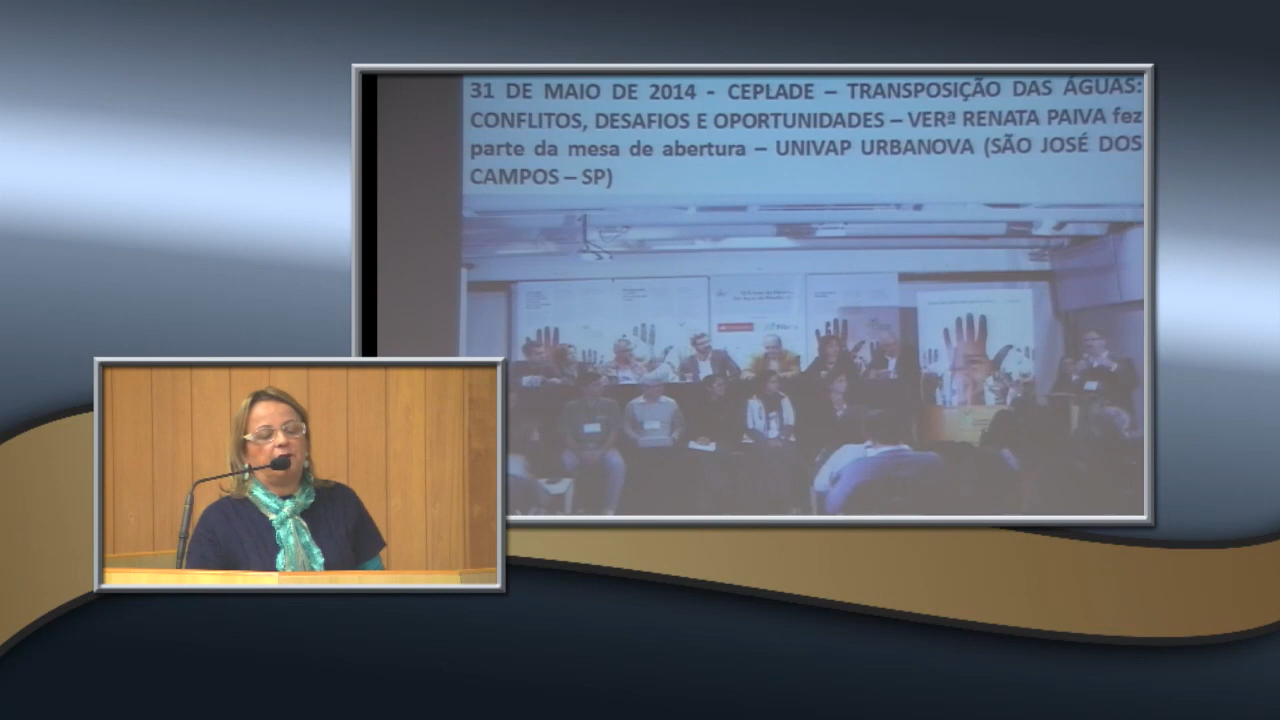 31 DE MAIO DE 2014 - CEPLADE – TRANSPOSIÇÃO DAS ÁGUAS:
CONFLITOS, DESAFIOS E OPORTUNIDADES – VERª RENATA PAIVA fez
parte da mesa de abertura – UNIVAP URBANOVA (SÃO JOSÉ DOS
CAMPOS – SP)